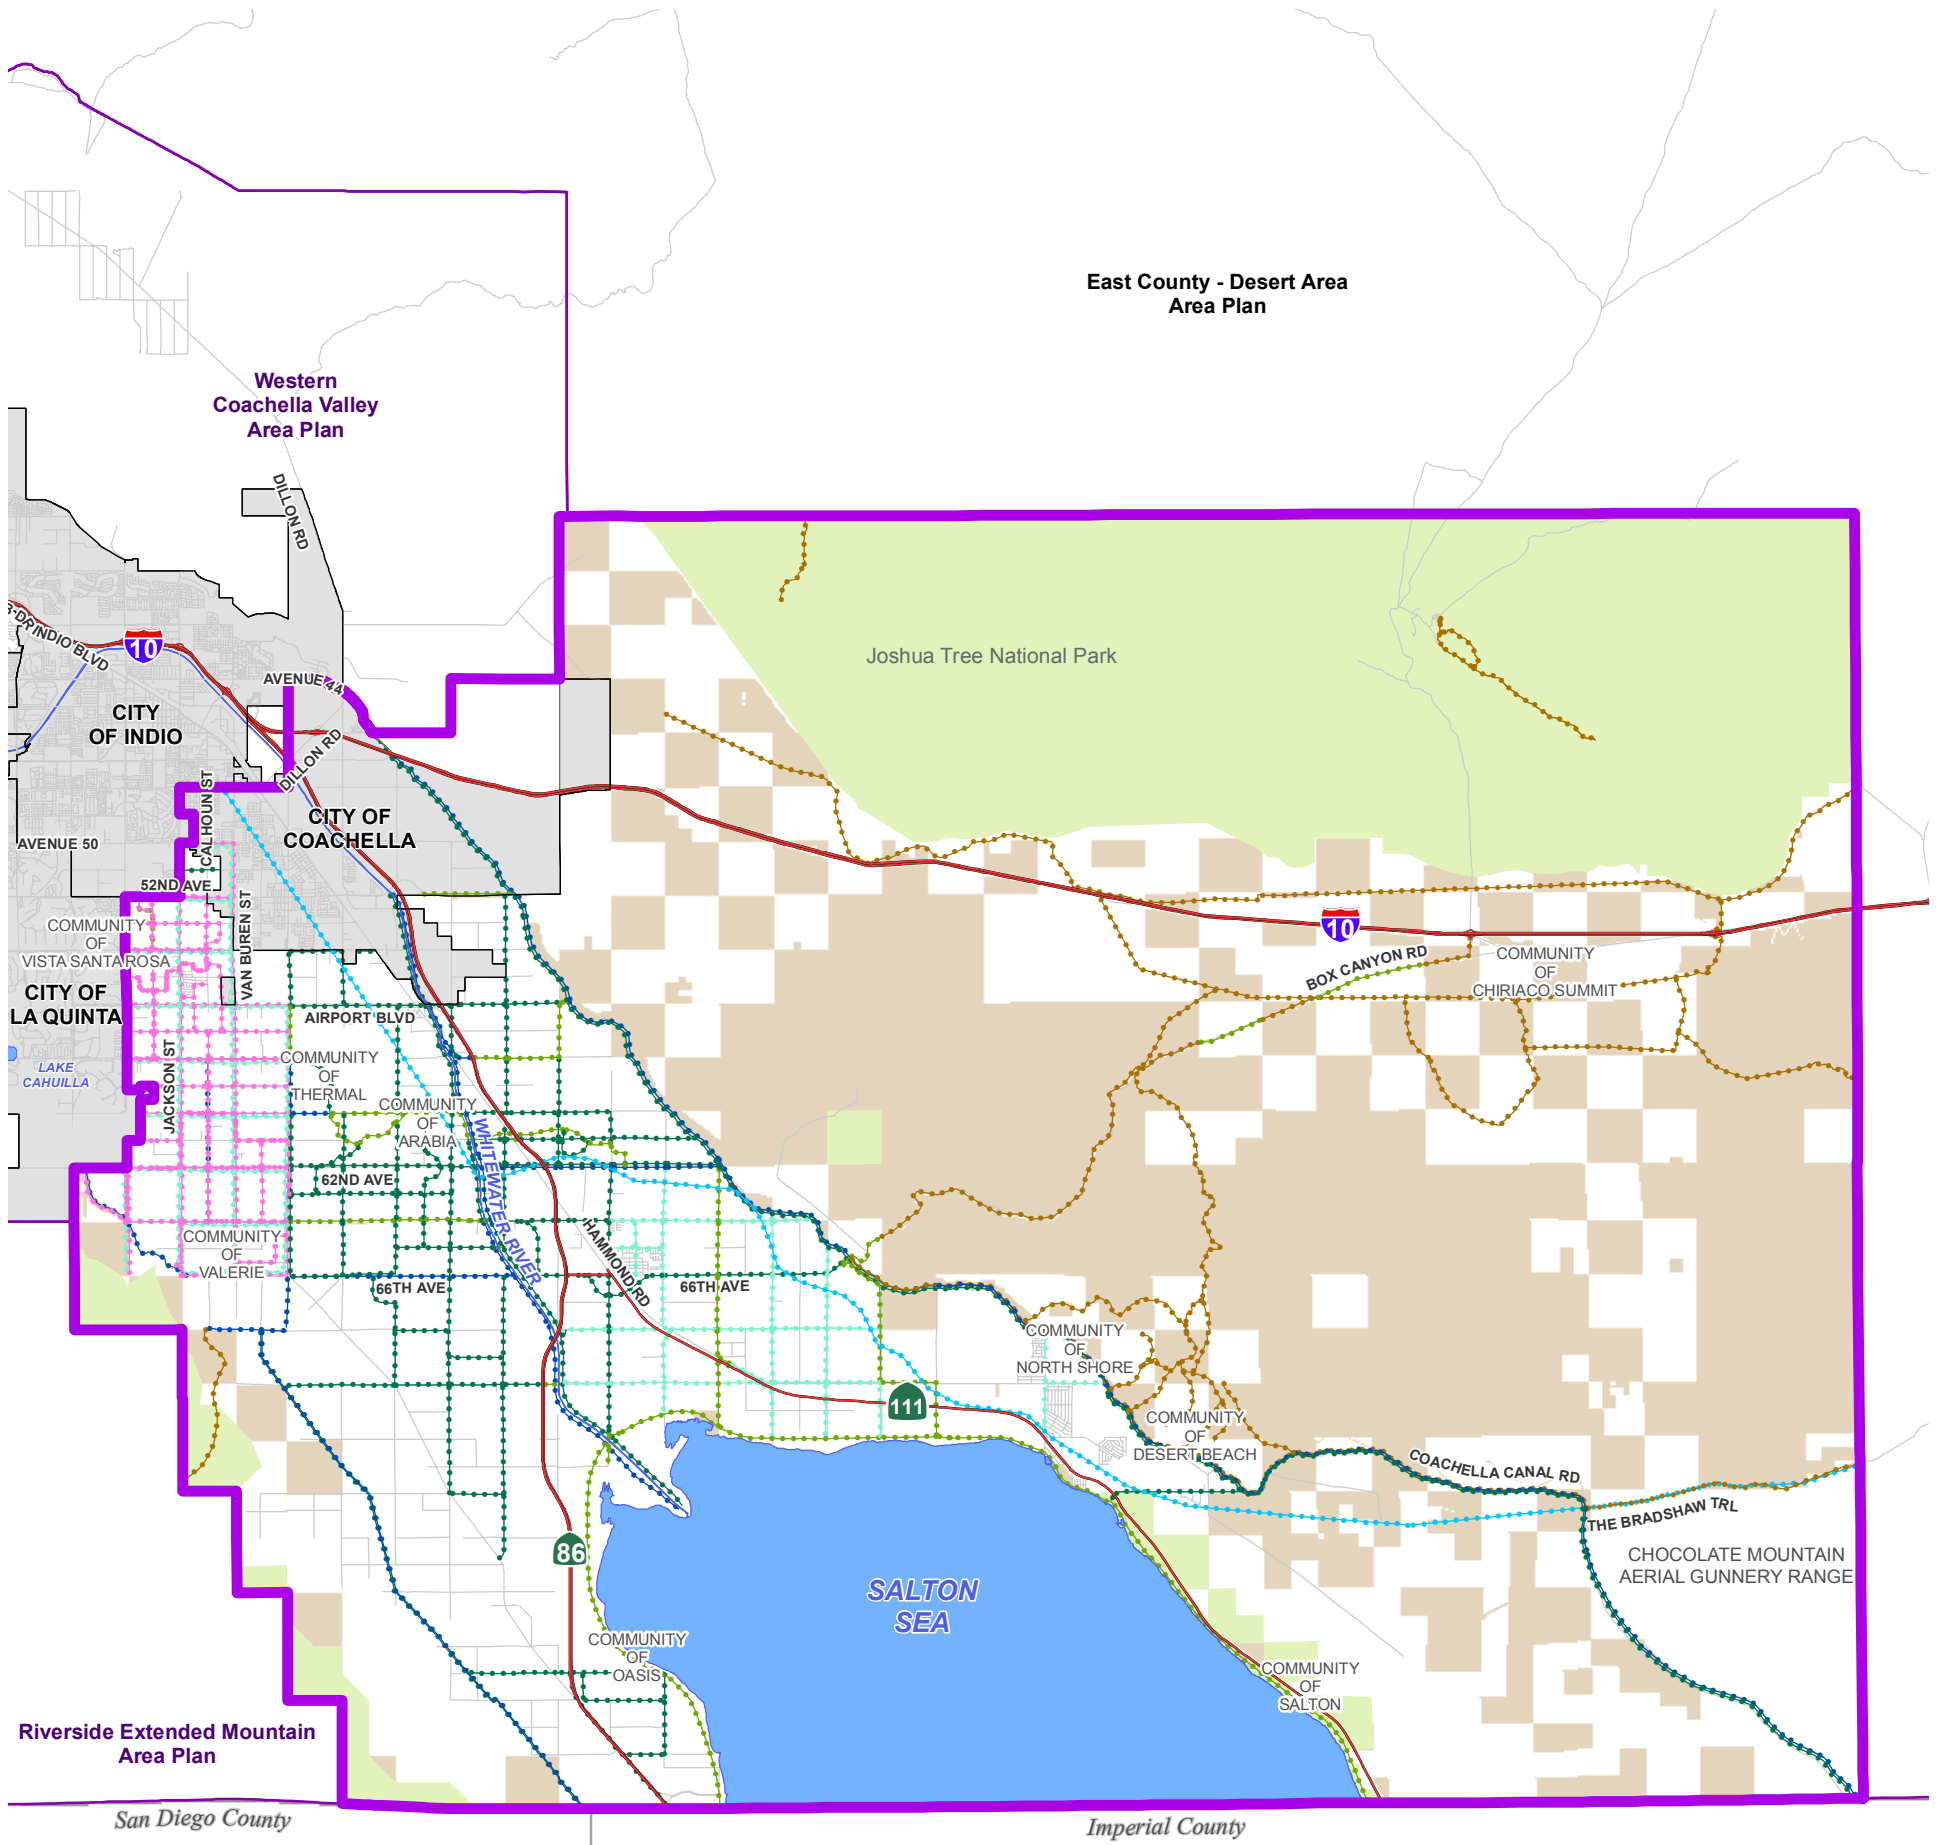 East County - Desert Area
Area Plan
Western
Coachella Valley
Area Plan
DILLON RD
10
INDIO BLVD
Joshua Tree National Park
AVENUE 44
CITY
OF INDIO
DILLON RD
CALHOUN ST
CITY OF
COACHELLA
AVENUE 50
52ND AVE
VAN BUREN ST
COMMUNITY
OF
VISTA SANTA ROSA
10
BOX CANYON RD
COMMUNITY
OF
CHIRIACO SUMMIT
CITY OF
LA QUINTA
AIRPORT BLVD
LAKE
CAHUILLA
JACKSON ST
COMMUNITY
OF
THERMAL
COMMUNITY
OF
ARABIA
WHITEWATER RIVER
62ND AVE
COMMUNITY
OF
VALERIE
HAMMOND RD
66TH AVE
66TH AVE
COMMUNITY
OF
NORTH SHORE
111
COMMUNITY
OF
DESERT BEACH
COACHELLA CANAL RD
THE BRADSHAW TRL
86
CHOCOLATE MOUNTAIN
AERIAL GUNNERY RANGE
SALTON
SEA
COMMUNITY
OF
OASIS
COMMUNITY
OF
SALTON
Riverside Extended Mountain
Area Plan
San Diego County
Imperial County